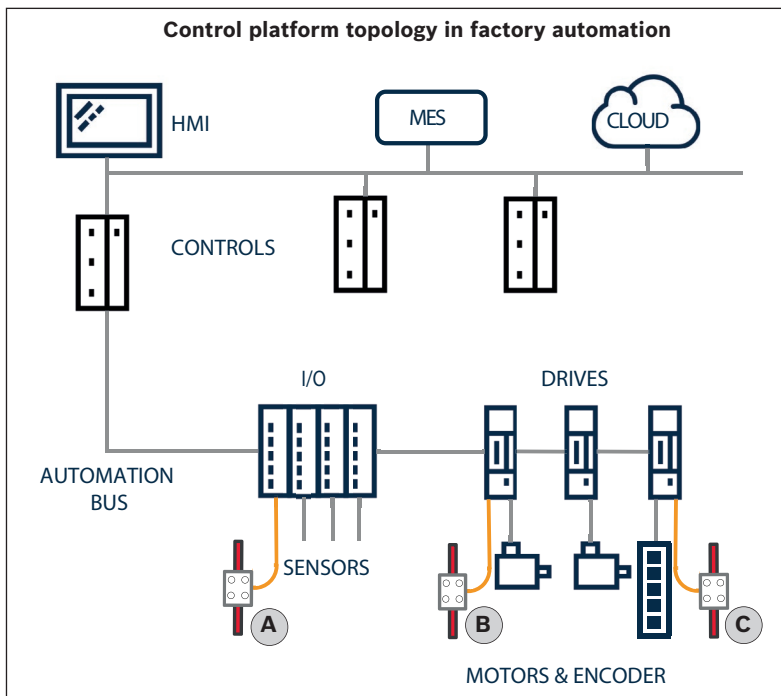 Control platform topology in factory automation
HMI
MES
CLOUD
CONTROLS
I/O
DRIVES
AUTOMATION
BUS
SENSORS
A
B
C
MOTORS & ENCODER